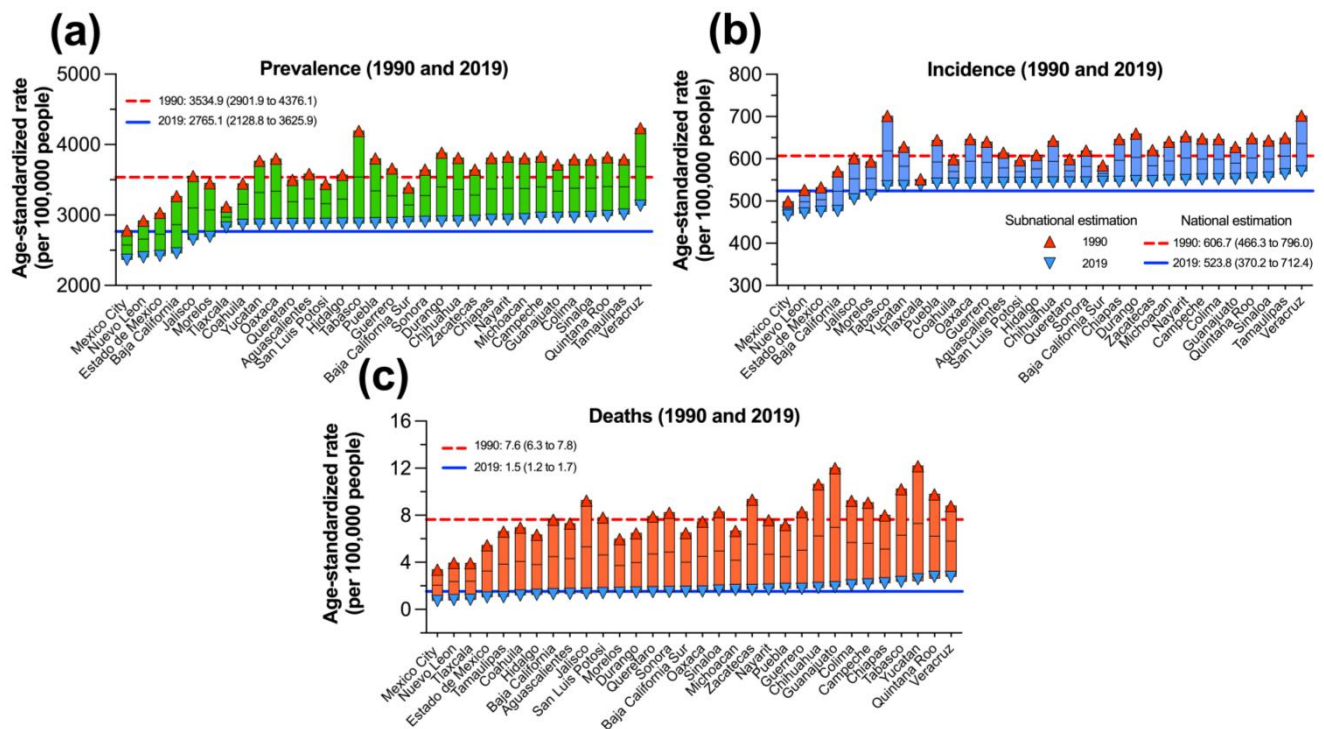 (a)
Prevalence (1990 and 2019)
Age-standardized rate
(per 100,000 people)
5000
4000
3000
2000
1990: 3534.9 (2901.9 to 4376.1)
2019: 2765.1 (2128.8 to 3625.9)
Mexico City
Nuevo León
Estado de Mexico
Baja California
Jalisco
Morelos
Tlaxcala
Coahuila
Yucatan
Oaxaca
Queretaro
Aguascalientes
San Luis Potosi
Hidalgo
Tabasco
Puebla
Guerrero
Baja California Sur
Sonora
Durango
Chihuahua
Zacatecas
Chiapas
Nayarit
Michoacan
Campeche
Guanajuato
Colima
Sinaloa
Quintana Roo
Tamaulipas
Veracruz
(b)
Incidence (1990 and 2019)
Age-standardized rate
(per 100,000 people)
800
700
600
500
400
300
Subnational estimation
1990
2019
National estimation
1990: 606.7 (466.3 to 796.0)
2019: 523.8 (370.2 to 712.4)
Mexico City
Nuevo León
Estado de Mexico
Baja California
Jalisco
Morelos
Tabasco
Yucatan
Tlaxcala
Puebla
Coahuila
Oaxaca
Guerrero
Aguascalientes
San Luis Potosi
Hidalgo
Chihuahua
Queretaro
Sonora
Baja California Sur
Chiapas
Durango
Zacatecas
Michoacan
Nayarit
Campeche
Colima
Guanajuato
Quintana Roo
Sinaloa
Tamaulipas
Veracruz
(c)
Deaths (1990 and 2019)
Age-standardized rate
(per 100,000 people)
16
12
8
4
0
1990: 7.6 (6.3 to 7.8)
2019: 1.5 (1.2 to 1.7)
Mexico City
Nuevo León
Tlaxcala
Estado de Mexico
Tamaulipas
Coahuila
Hidalgo
Baja California
Aguascalientes
Jalisco
San Luis Potosi
Morelos
Durango
Queretaro
Sonora
Baja California Sur
Oaxaca
Sinaloa
Michoacan
Zacatecas
Nayarit
Puebla
Guerrero
Chihuahua
Guanajuato
Colima
Campeche
Chiapas
Tabasco
Yucatan
Quintana Roo
Veracruz